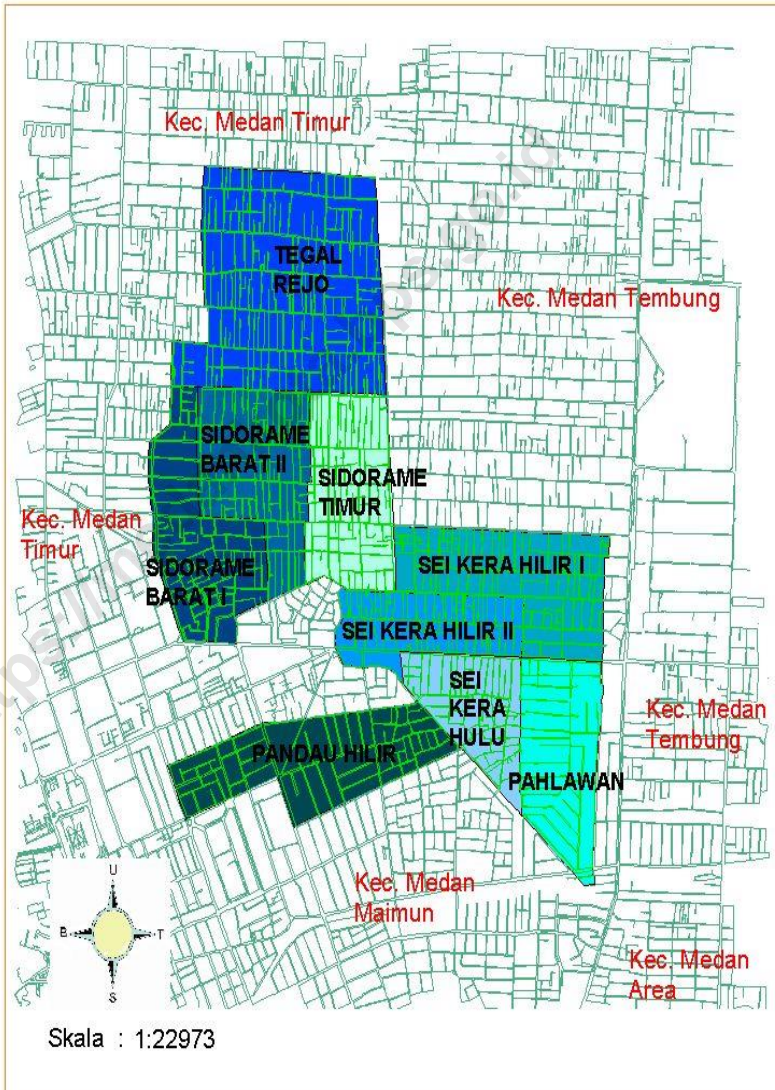 Kec. Medan Timur
TEGAL
REJO
Kec. Medan Tembung
SIDORAME
BARAT II
SIDORAME
TIMUR
Kec. Medan
Timur
SIDORAME
BARAT I
SEI KERA HILIR I
SEI KERA HILIR II
SEI
KERA
HULU
Kec. Medan
Tembung
PANDAU HILIR
PAHLAWAN
Kec. Medan
Maimun
Kec. Medan
Area
U
B
T
S
Skala : 1:22973